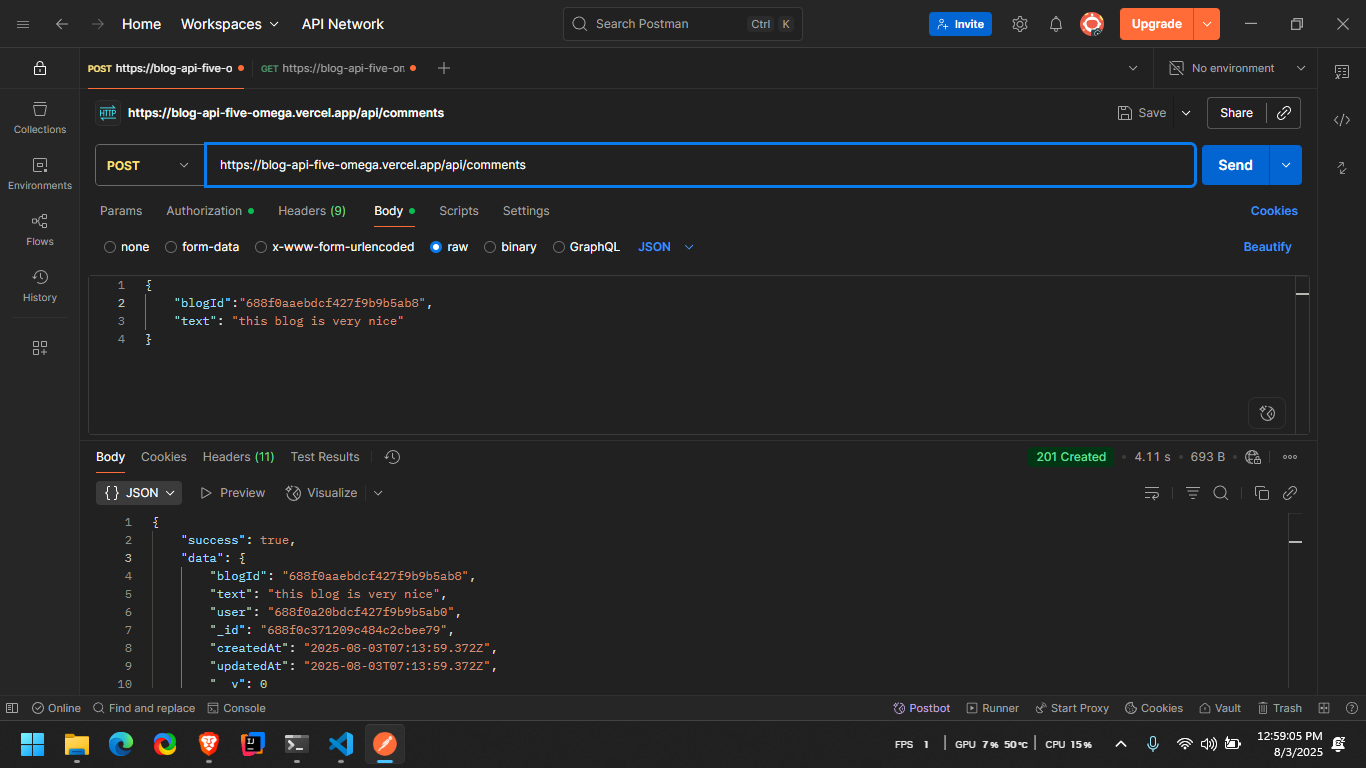 Home Workspaces API Network Search Postman Ctrl K Invite Upgrade
POST https://blog-api-five-o GET https://blog-api-five-on No environment
HTTP https://blog-api-five-omega.vercel.app/api/comments Save Share
POST https://blog-api-five-omega.vercel.app/api/comments Send
Params Authorization Headers (9) Body Scripts Settings Cookies
none form-data x-www-form-urlencoded raw binary GraphQL JSON Beautify
Collections
Environments
Flows
History
1 {
2 "blogId":"688f0aaebdcf427f9b9b5ab8",
3 "text": "this blog is very nice"
4 }
Body Cookies Headers (11) Test Results 201 Created 4.11 s 693 B
{} JSON Preview Visualize
1 {
2 "success": true,
3 "data": {
4 "blogId": "688f0aaebdcf427f9b9b5ab8",
5 "text": "this blog is very nice",
6 "user": "688f0a20bdcf427f9b9b5ab0",
7 "_id": "688f0c371209c484c2cbee79",
8 "createdAt": "2025-08-03T07:13:59.372Z",
9 "updatedAt": "2025-08-03T07:13:59.372Z",
10 "__v": 0
Online Find and replace Console Postbot Runner Start Proxy Cookies Vault Trash
FPS 1 GPU 7% 50°C CPU 15% 12:59:05 PM
8/3/2025